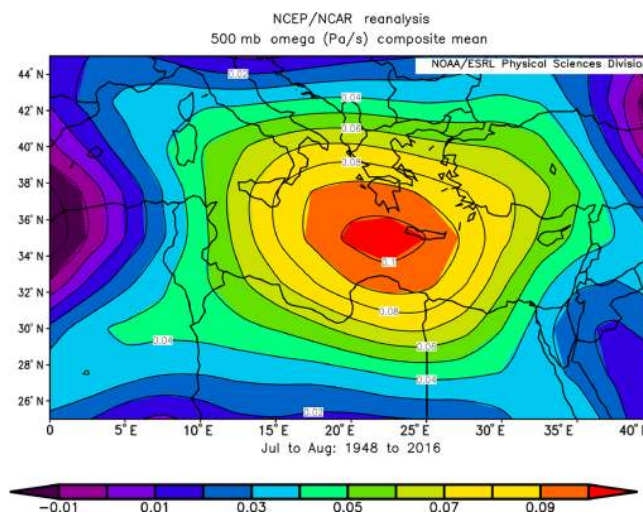 NCEP/NCAR reanalysis
500 mb omega (Pa/s) composite mean
NOAA/ESRL Physical Sciences Division
44°N
42°N
40°N
38°N
36°N
34°N
32°N
30°N
28°N
26°N
0.02
0.04
0.06
0.08
0.1
0.08
0.04
0.06
0.04
0.02
0
5°E
10°E
15°E
20°E
25°E
30°E
35°E
40°E
Jul to Aug: 1948 to 2016
-0.01
0.01
0.03
0.05
0.07
0.09